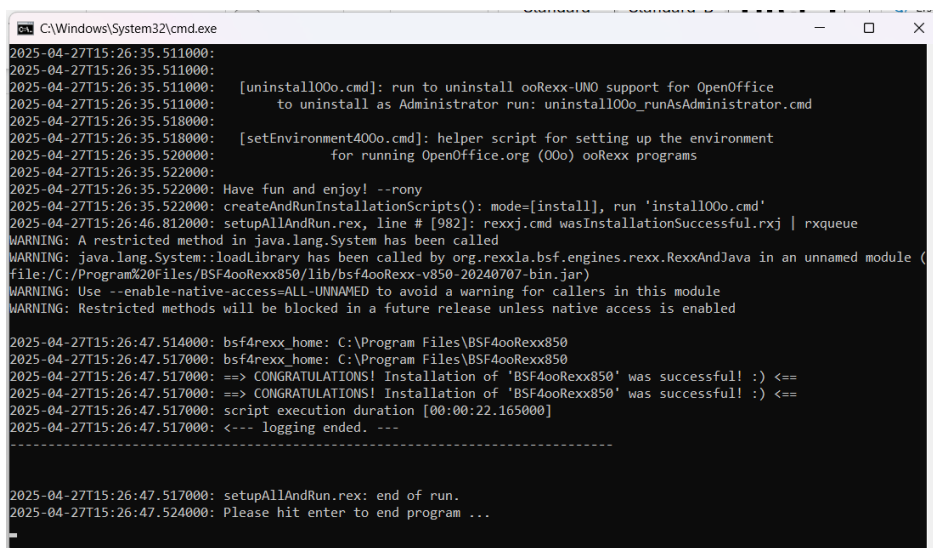 C:\Windows\System32\cmd.exe
2025-04-27T15:26:35.511000:
2025-04-27T15:26:35.511000:
2025-04-27T15:26:35.511000:   [uninstallOOo.cmd]: run to uninstall ooRexx-UNO support for OpenOffice
2025-04-27T15:26:35.511000:        to uninstall as Administrator run: uninstallOOo_runAsAdministrator.cmd
2025-04-27T15:26:35.518000:
2025-04-27T15:26:35.518000:   [setEnvironment4OOo.cmd]: helper script for setting up the environment
2025-04-27T15:26:35.520000:               for running OpenOffice.org (OOo) ooRexx programs
2025-04-27T15:26:35.522000:
2025-04-27T15:26:35.522000: Have fun and enjoy! --rony
2025-04-27T15:26:35.522000: createAndRunInstallationScripts(): mode=[install], run 'installOOo.cmd'
2025-04-27T15:26:46.812000: setupAllAndRun.rex, line # [982]: rexxj.cmd wasInstallationSuccessful.rxj | rxqueue
WARNING: A restricted method in java.lang.System has been called
WARNING: java.lang.System::loadLibrary has been called by org.rexxla.bsf.engines.rexx.RexxAndJava in an unnamed module (
file:/C:/Program%20Files/BSF4ooRexx850/lib/bsf4ooRexx-v850-20240707-bin.jar)
WARNING: Use --enable-native-access=ALL-UNNAMED to avoid a warning for callers in this module
WARNING: Restricted methods will be blocked in a future release unless native access is enabled
2025-04-27T15:26:47.514000: bsf4rexx_home: C:\Program Files\BSF4ooRexx850
2025-04-27T15:26:47.517000: bsf4rexx_home: C:\Program Files\BSF4ooRexx850
2025-04-27T15:26:47.517000: ==> CONGRATULATIONS! Installation of 'BSF4ooRexx850' was successful! :) <==
2025-04-27T15:26:47.517000: ==> CONGRATULATIONS! Installation of 'BSF4ooRexx850' was successful! :) <==
2025-04-27T15:26:47.517000: script execution duration [00:00:22.165000]
2025-04-27T15:26:47.517000: <--- logging ended. ---
-------------------------------------------------------------------------------
2025-04-27T15:26:47.517000: setupAllAndRun.rex: end of run.
2025-04-27T15:26:47.524000: Please hit enter to end program ...